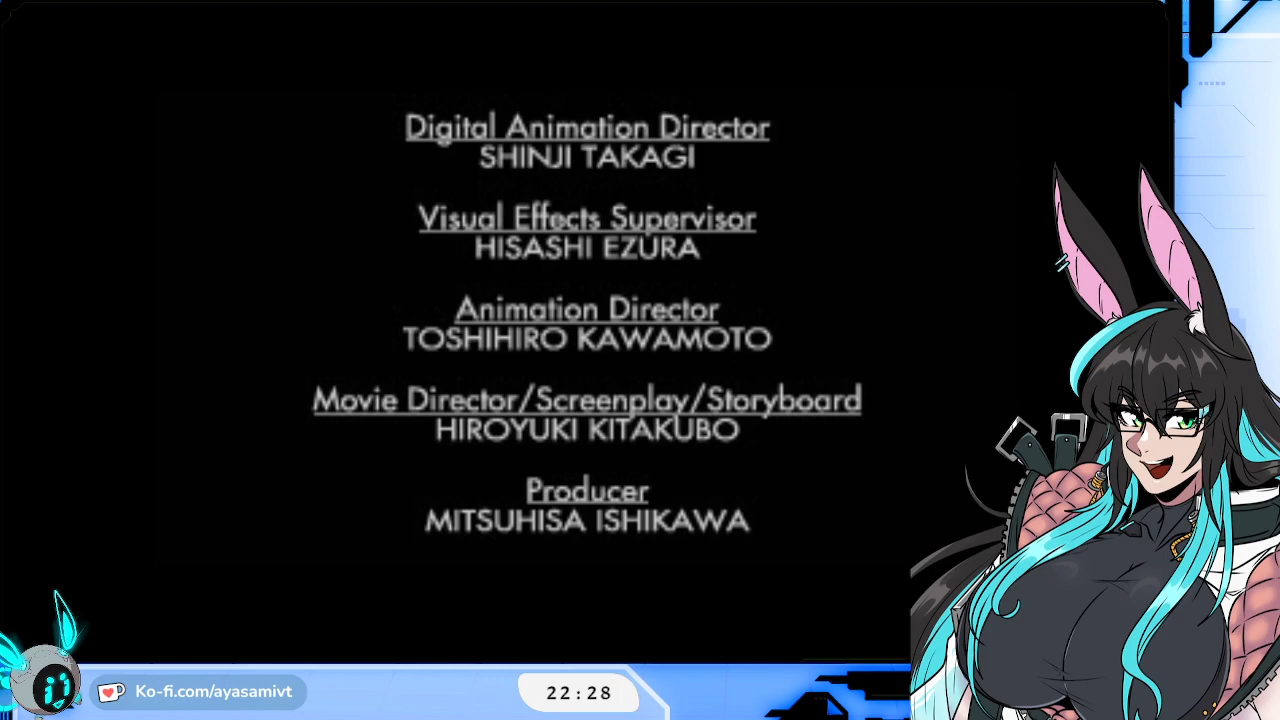 Digital Animation Director
SHINJI TAKAGI
Visual Effects Supervisor
HISASHI EZURA
Animation Director
TOSHIHIRO KAWAMOTO
Movie Director/Screenplay/Storyboard
HIROYUKI KITAKUBO
Producer
MITSUHISA ISHIKAWA
Ko-fi.com/ayasamivt
22:28